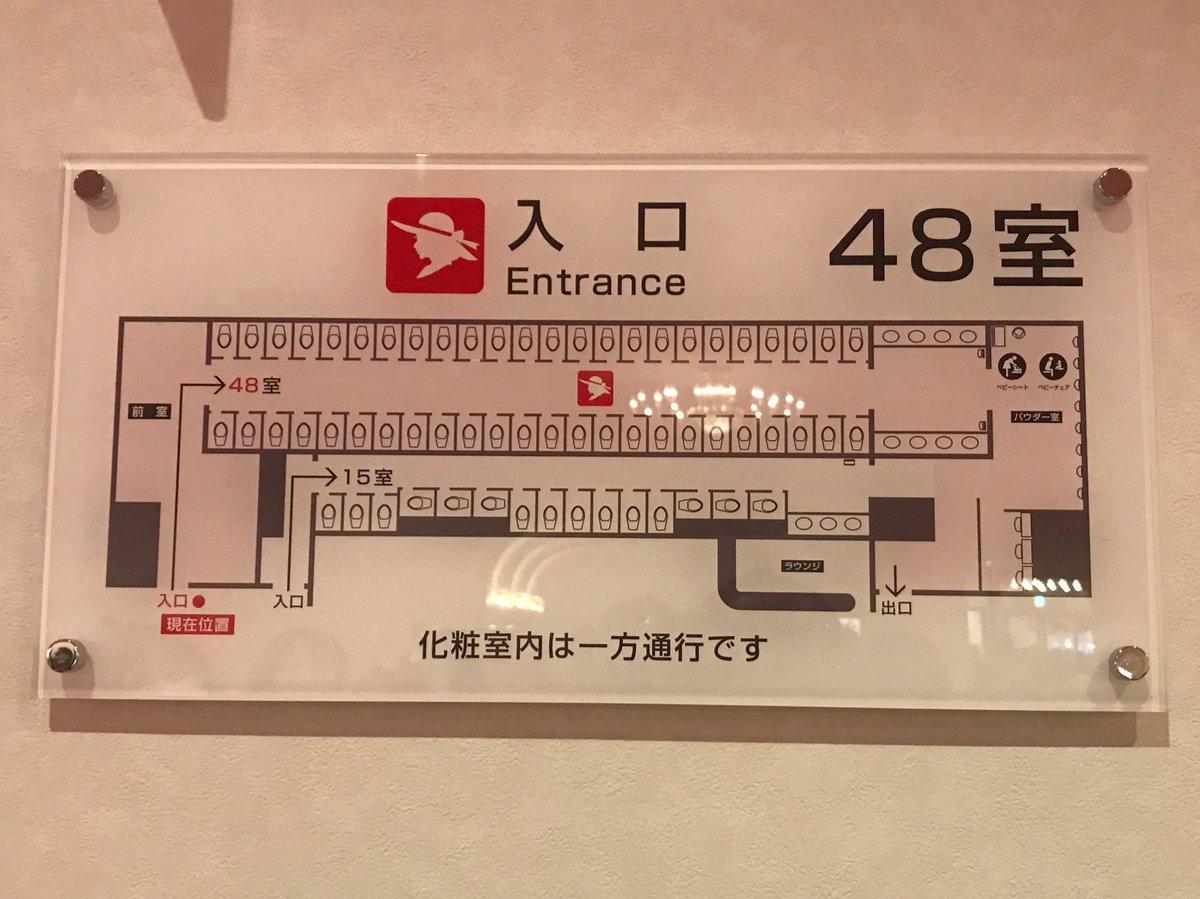 入口
Entrance
48室
48室
前室
ベビーシート
ベビーチェア
パウダー室
15室
ラウンジ
入口
現在位置
入口
出口
化粧室内は一方通行です